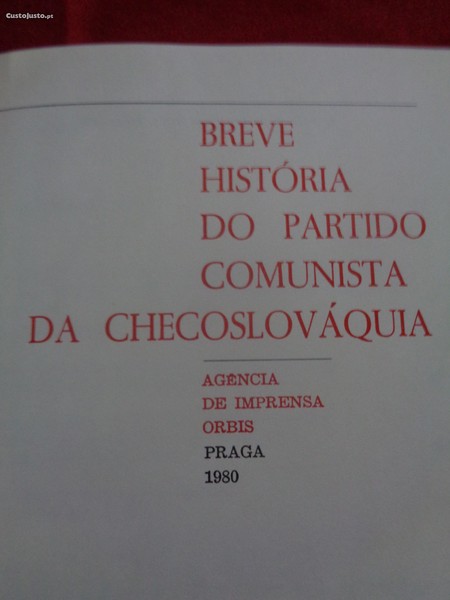 CustoJusto.pt
BREVE
HISTÓRIA
DO PARTIDO
COMUNISTA
DA CHECOSLOVÁQUIA
AGÊNCIA
DE IMPRENSA
ORBIS
PRAGA
1980